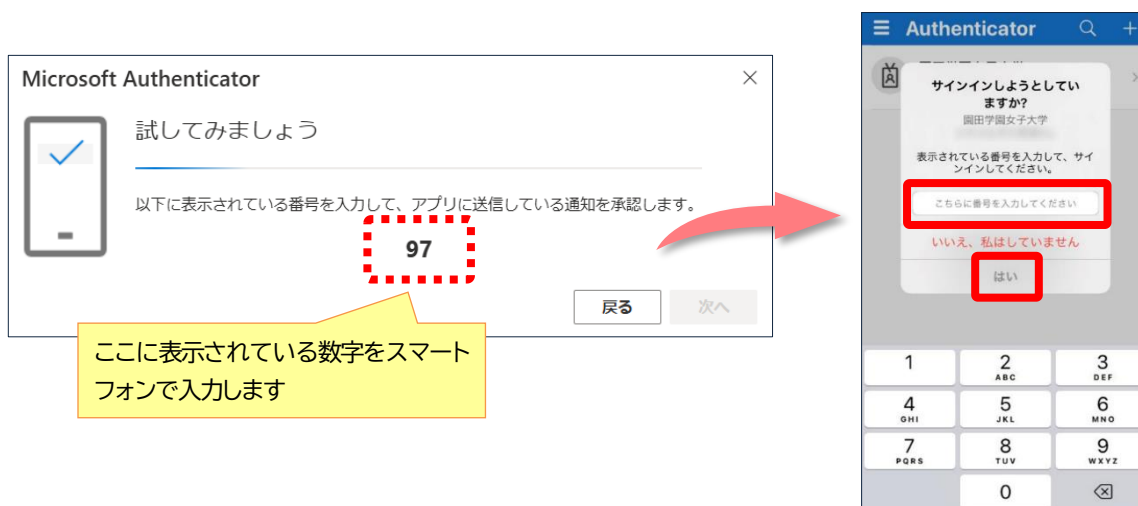 Microsoft Authenticator
試してみましょう
以下に表示されている番号を入力して、アプリに送信している通知を承認します。
97
戻る
次へ
ここに表示されている数字をスマート
フォンで入力します
Authenticator
サインインしようとしてい
ますか?
園田学園女子大学
表示されている番号を入力して、サイ
ンインしてください。
こちらに番号を入力してください
いいえ、私はしていません
はい
1
2
ABC
3
DEF
4
GHI
5
JKL
6
MNO
7
PQRS
8
TUV
9
WXYZ
0